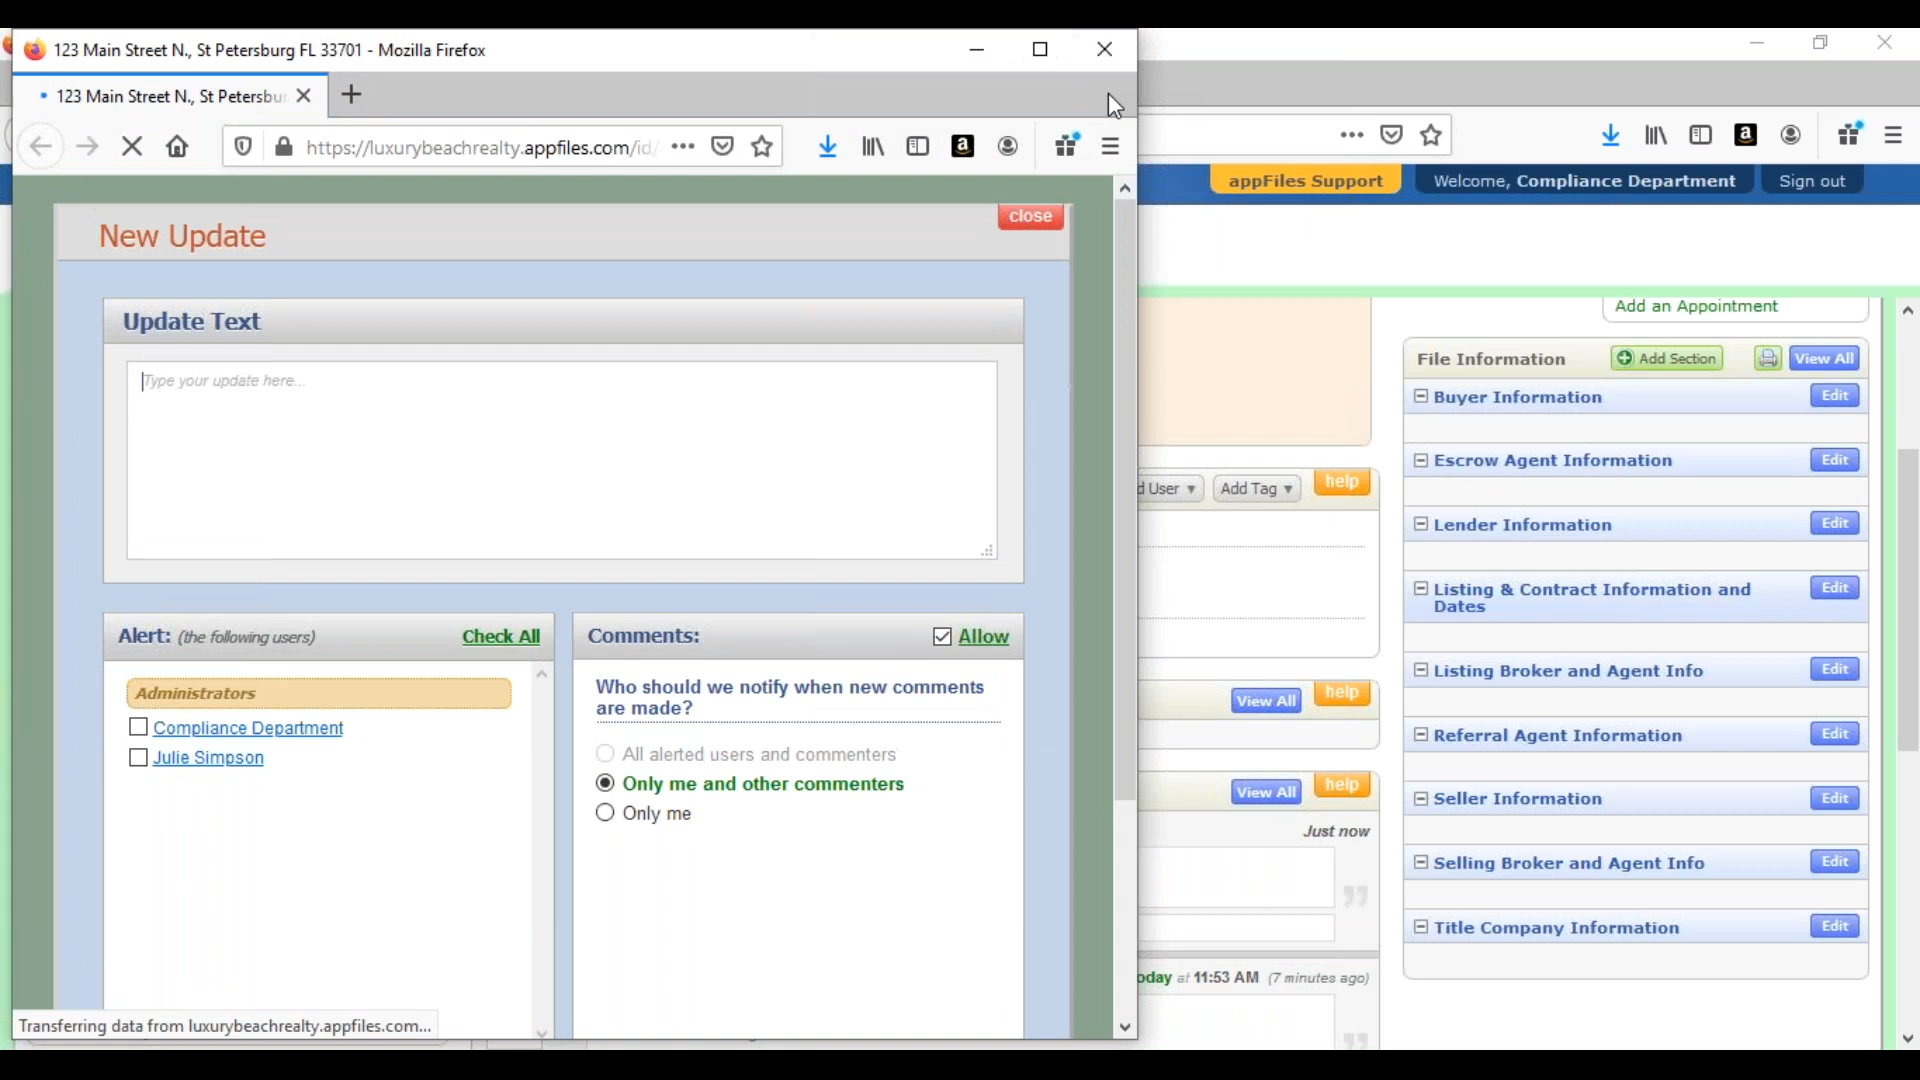 123 Main Street N., St Petersburg FL 33701 - Mozilla Firefox
123 Main Street N., St Petersbu
https://luxurybeachrealty.appfiles.com/id/
New Update
close
Update Text
Type your update here...
Alert: (the following users)
Check All
Administrators
Compliance Department
Julie Simpson
Comments:
Allow
Who should we notify when new comments
are made?
All alerted users and commenters
Only me and other commenters
Only me
Transferring data from luxurybeachrealty.appfiles.com...
appFiles Support
Welcome, Compliance Department
Sign out
Add an Appointment
d User
Add Tag
help
View All
help
View All
help
Just now
oday at 11:53 AM (7 minutes ago)
File Information
Add Section
View All
Buyer Information
Edit
Escrow Agent Information
Edit
Lender Information
Edit
Listing & Contract Information and
Dates
Edit
Listing Broker and Agent Info
Edit
Referral Agent Information
Edit
Seller Information
Edit
Selling Broker and Agent Info
Edit
Title Company Information
Edit